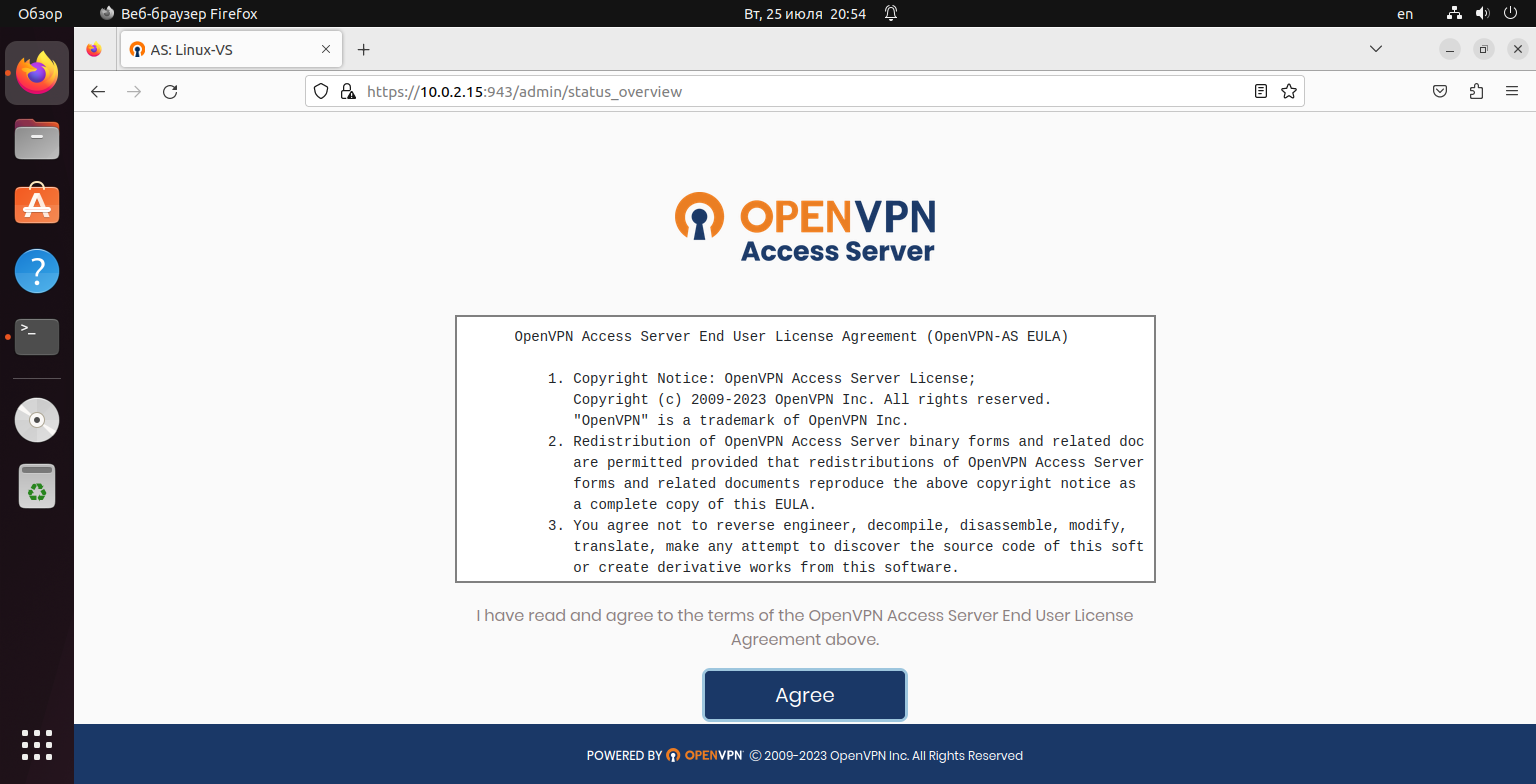 Обзор
Веб-браузер Firefox
Вт, 25 июля 20:54
en
AS: Linux-VS
https://10.0.2.15:943/admin/status_overview
OPENVPN
Access Server
OpenVPN Access Server End User License Agreement (OpenVPN-AS EULA)
1. Copyright Notice: OpenVPN Access Server License;
Copyright (c) 2009-2023 OpenVPN Inc. All rights reserved.
"OpenVPN" is a trademark of OpenVPN Inc.
2. Redistribution of OpenVPN Access Server binary forms and related doc
are permitted provided that redistributions of OpenVPN Access Server
forms and related documents reproduce the above copyright notice as
a complete copy of this EULA.
3. You agree not to reverse engineer, decompile, disassemble, modify,
translate, make any attempt to discover the source code of this soft
or create derivative works from this software.
I have read and agree to the terms of the OpenVPN Access Server End User License
Agreement above.
Agree
POWERED BY OPENVPN © 2009-2023 OpenVPN Inc. All Rights Reserved